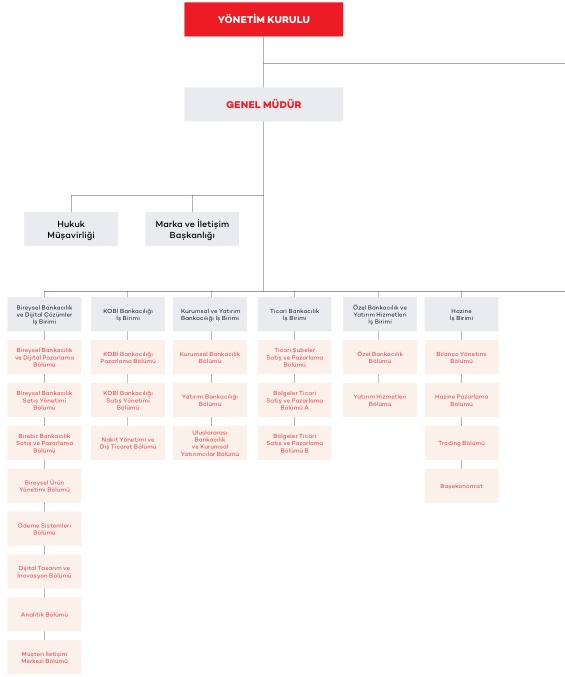 YÖNETİM KURULU
GENEL MÜDÜR
Hukuk
Müşavirliği
Marka ve İletişim
Başkanlığı
Bireysel Bankacılık
ve Dijital Çözümler
İş Birimi
KOBİ Bankacılığı
İş Birimi
Kurumsal ve Yatırım
Bankacılığı İş Birimi
Ticari Bankacılık
İş Birimi
Özel Bankacılık ve
Yatırım Hizmetleri
İş Birimi
Hazine
İş Birimi
Bireysel Bankacılık
ve Dijital Pazarlama
Bölümü
KOBİ Bankacılığı
Pazarlama Bölümü
Kurumsal Bankacılık
Bölümü
Ticari Şubeler
Satış ve Pazarlama
Bölümü
Özel Bankacılık
Bölümü
Bilanço Yönetimi
Bölümü
Bireysel Bankacılık
Satış Yönetimi
Bölümü
KOBİ Bankacılığı
Satış Yönetimi
Bölümü
Yatırım Bankacılığı
Bölümü
Bölgeler Ticari
Satış ve Pazarlama
Bölümü A
Yatırım Hizmetleri
Bölümü
Hazine Pazarlama
Bölümü
Birebir Bankacılık
Satış ve Pazarlama
Bölümü
Nakit Yönetimi ve
Dış Ticaret Bölümü
Uluslararası
Bankacılık
ve Kurumsal
Yatırımcılar Bölümü
Bölgeler Ticari
Satış ve Pazarlama
Bölümü B
Trading Bölümü
Bireysel Ürün
Yönetimi Bölümü
Başekonomist
Ödeme Sistemleri
Bölümü
Dijital Tasarım ve
İnovasyon Bölümü
Analitik Bölümü
Müşteri İletişim
Merkezi Bölümü